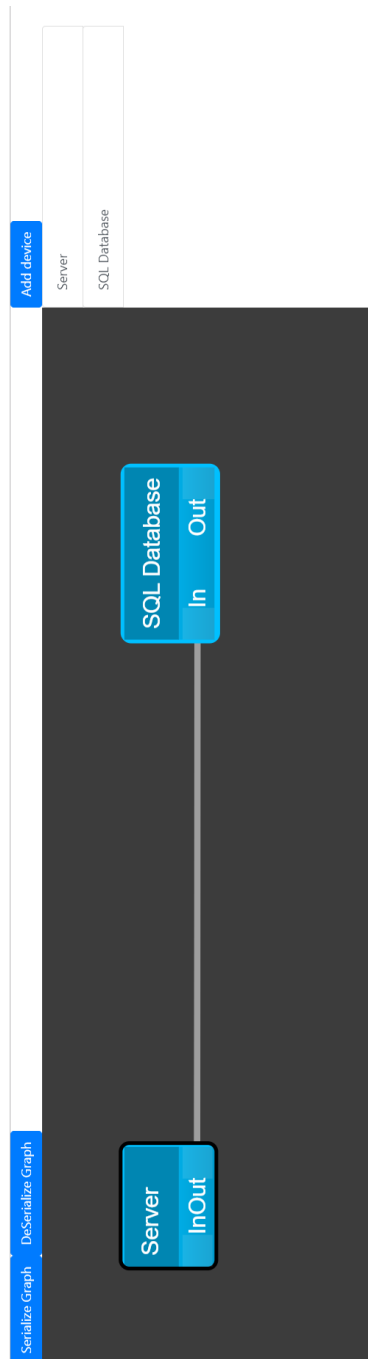 Serialize Graph
DeSerialize Graph
Add device
Server
SQL Database
Server
InOut
SQL Database
In Out